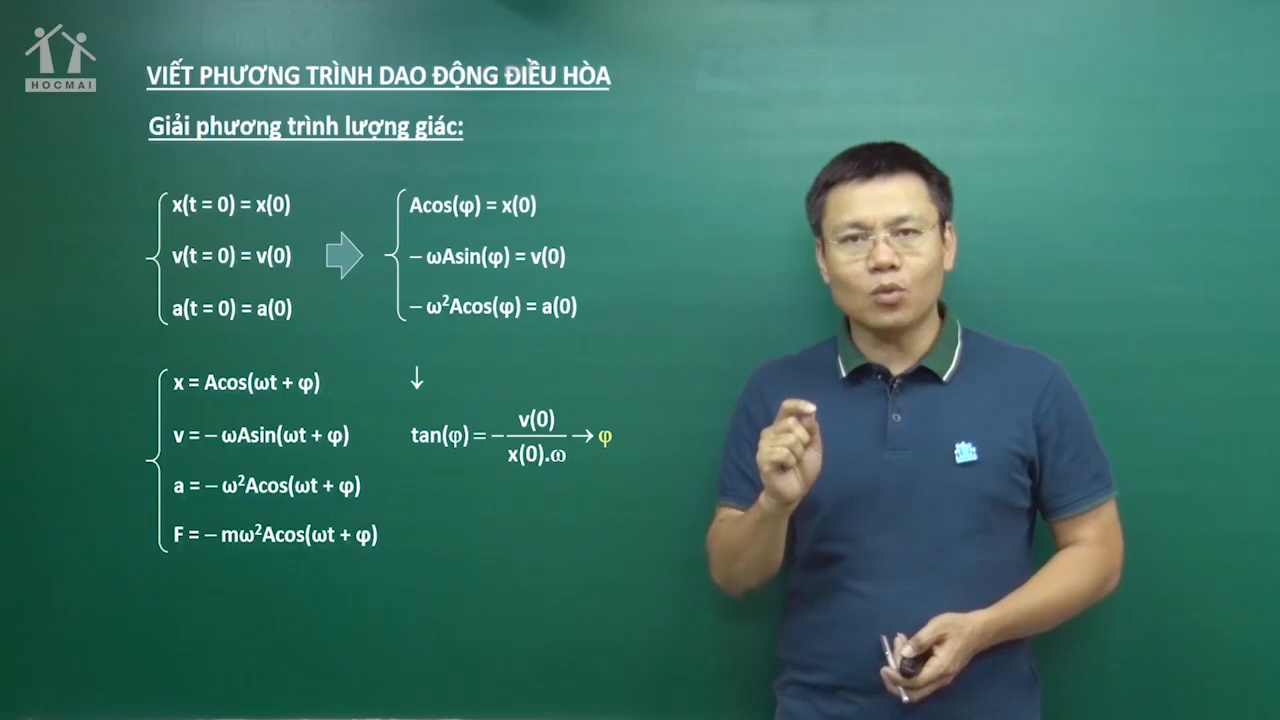 HOCMAI
VIẾT PHƯƠNG TRÌNH DAO ĐỘNG ĐIỀU HÒA
Giải phương trình lượng giác:
x(t = 0) = x(0)
v(t = 0) = v(0)
a(t = 0) = a(0)
Acos(φ) = x(0)
– ωAsin(φ) = v(0)
– ω²Acos(φ) = a(0)
x = Acos(ωt + φ)
v = – ωAsin(ωt + φ)
a = – ω²Acos(ωt + φ)
F = – mω²Acos(ωt + φ)
↓
tan(φ) = – v(0) / x(0).ω → φ